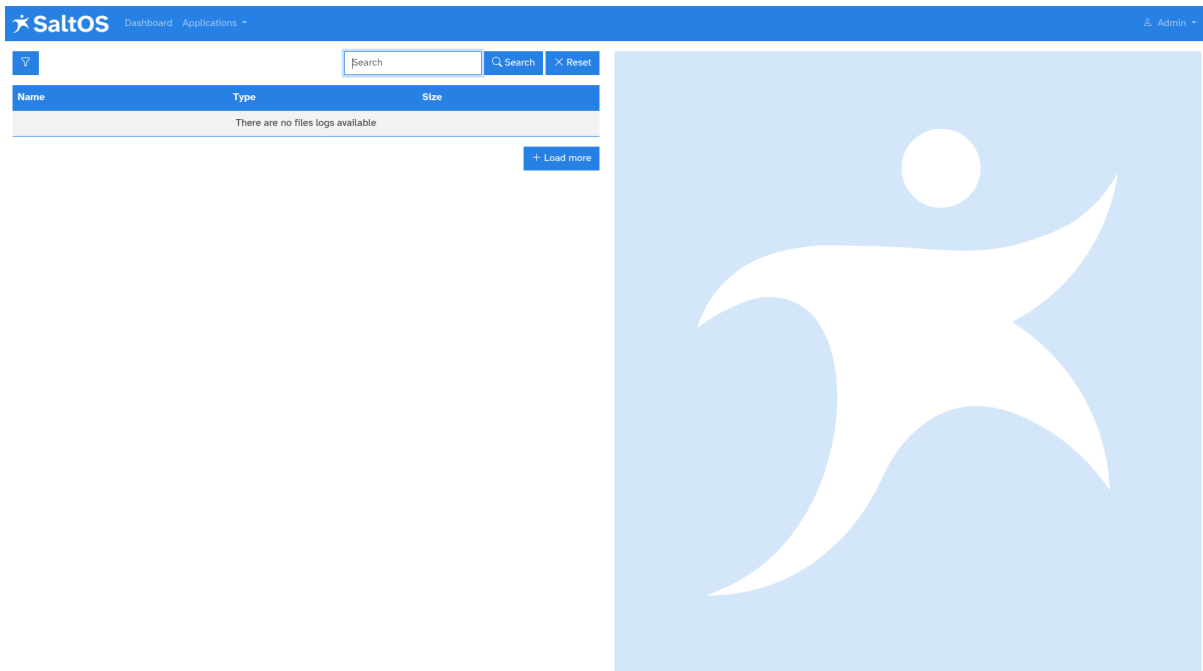 SaltOS Dashboard Applications Admin
Search Search Reset
Name Type Size
There are no files logs available
+ Load more